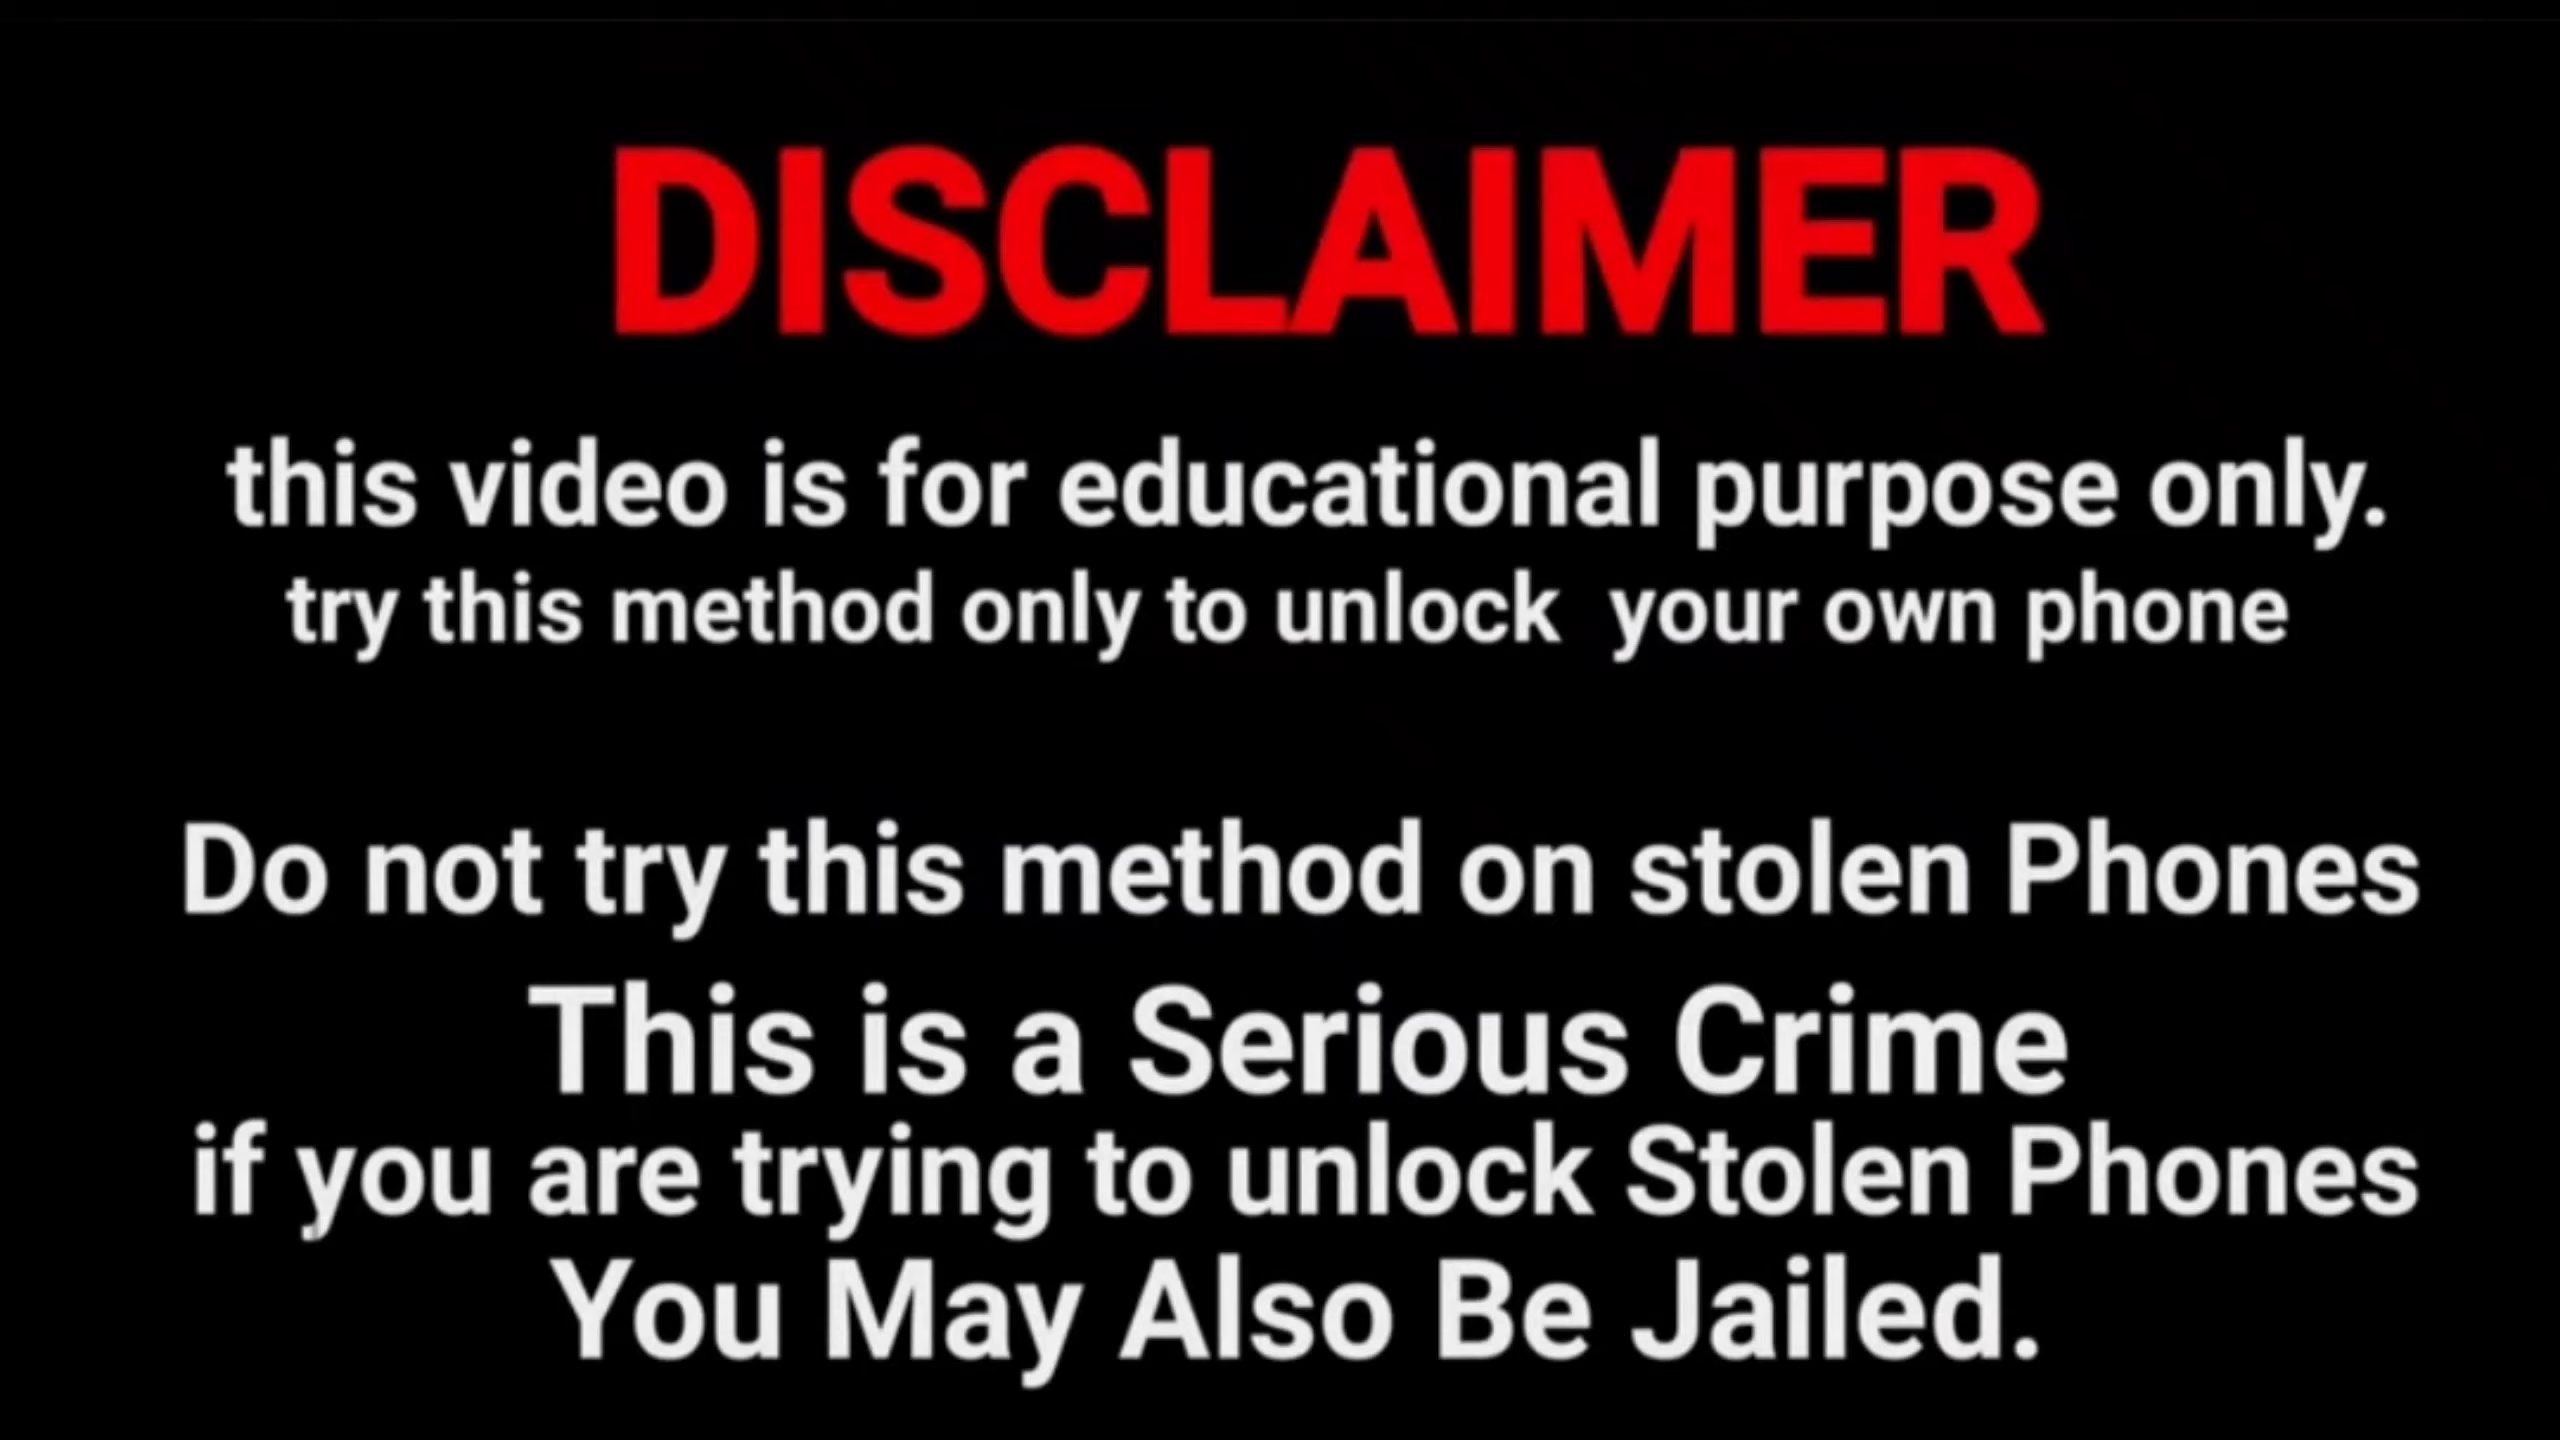 DISCLAIMER
this video is for educational purpose only.
try this method only to unlock your own phone
Do not try this method on stolen Phones
This is a Serious Crime
if you are trying to unlock Stolen Phones
You May Also Be Jailed.